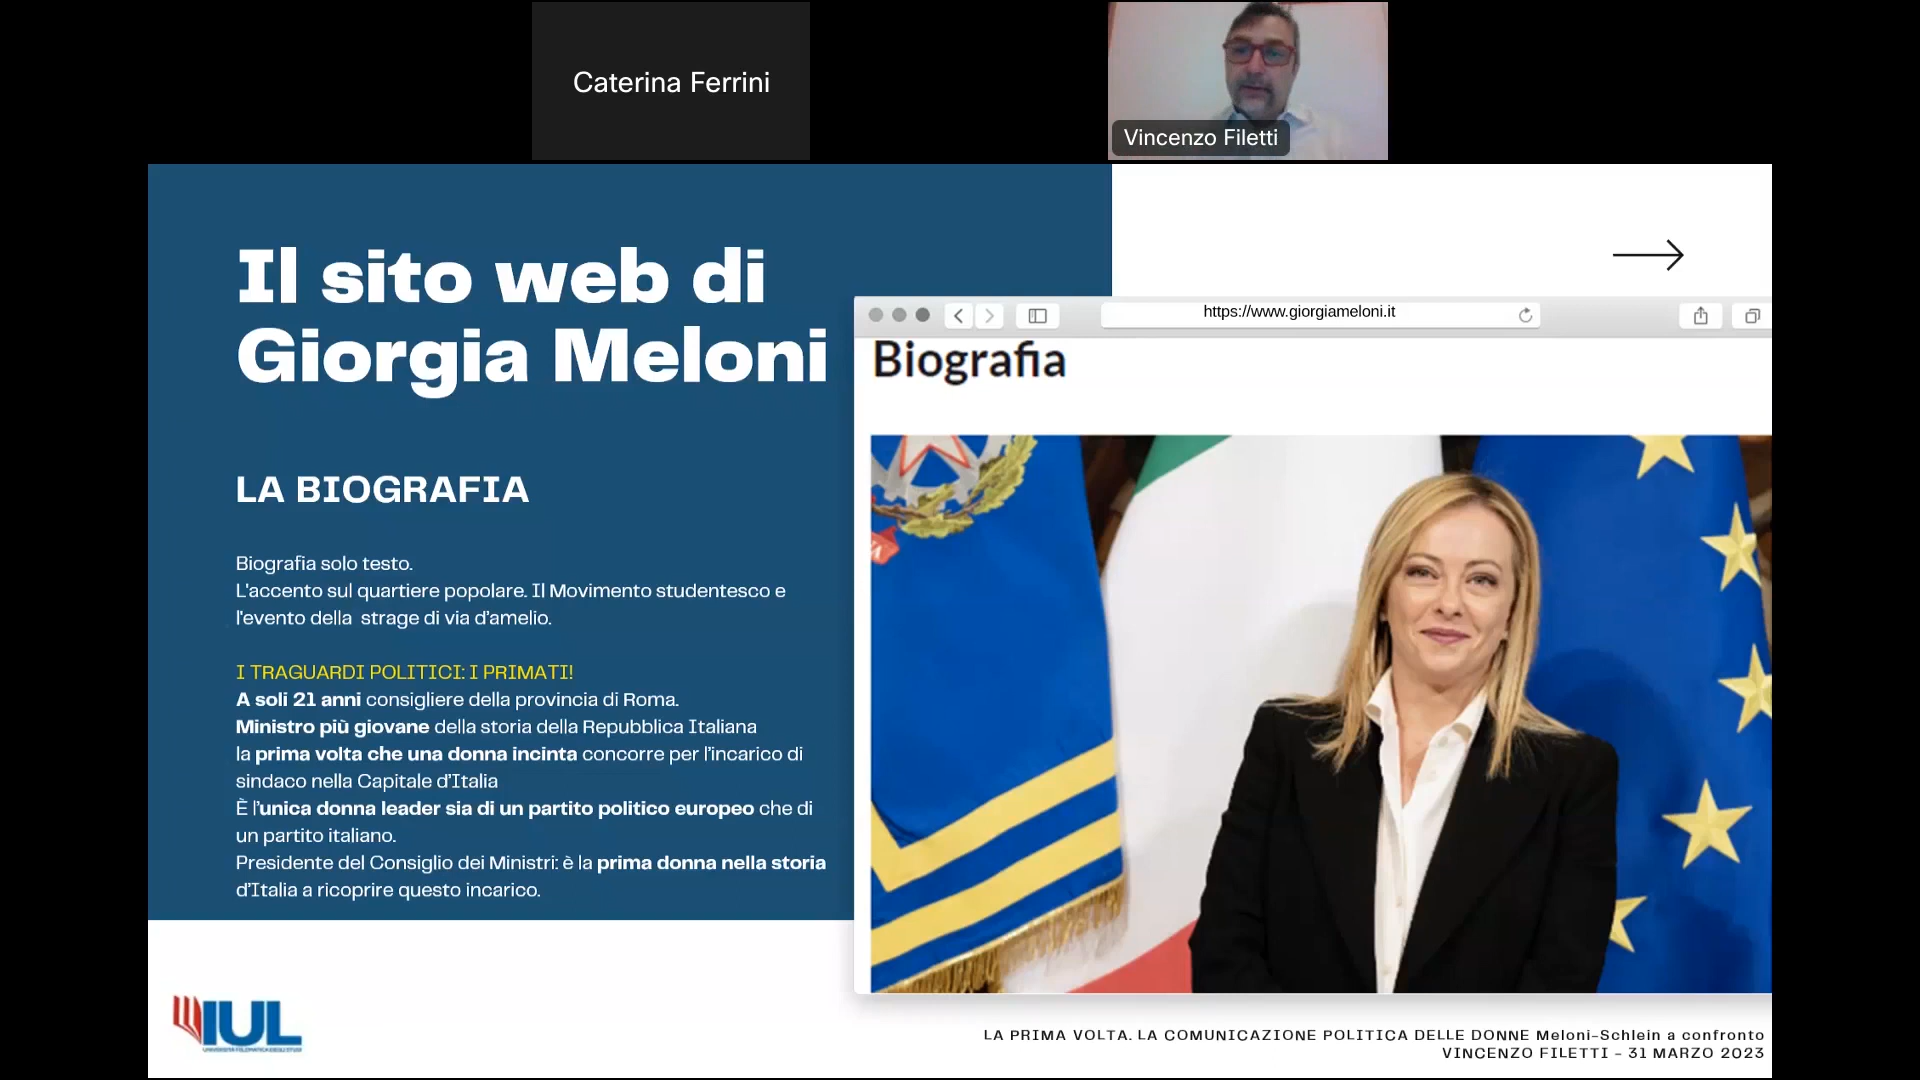 Caterina Ferrini
Vincenzo Filetti
Il sito web di
Giorgia Meloni
LA BIOGRAFIA
Biografia solo testo.
L'accento sul quartiere popolare. Il Movimento studentesco e
l'evento della strage di via d'amelio.
I TRAGUARDI POLITICI: I PRIMATI!
A soli 21 anni consigliere della provincia di Roma.
Ministro più giovane della storia della Repubblica Italiana
la prima volta che una donna incinta concorre per l'incarico di
sindaco nella Capitale d'Italia
È l'unica donna leader sia di un partito politico europeo che di
un partito italiano.
Presidente del Consiglio dei Ministri: è la prima donna nella storia
d'Italia a ricoprire questo incarico.
https://www.giorgiameloni.it
Biografia
IUL
UNIVERSITÀ TELEMATICA DEGLI STUDI
LA PRIMA VOLTA. LA COMUNICAZIONE POLITICA DELLE DONNE Meloni-Schlein a confronto
VINCENZO FILETTI - 31 MARZO 2023